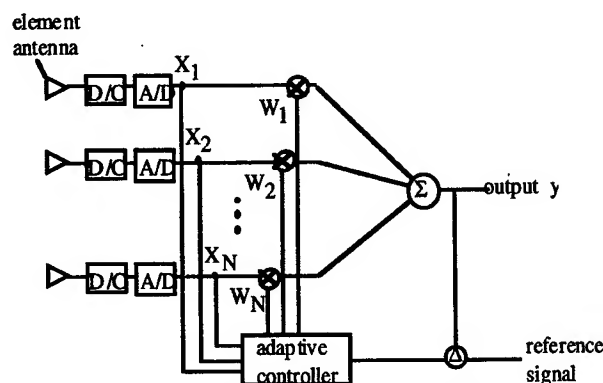 element
antenna
X1
D/C A/D
W1
X2
D/C A/D
W2
Σ
output y
XN
D/C A/D
WN
adaptive
controller
Δ
reference
signal